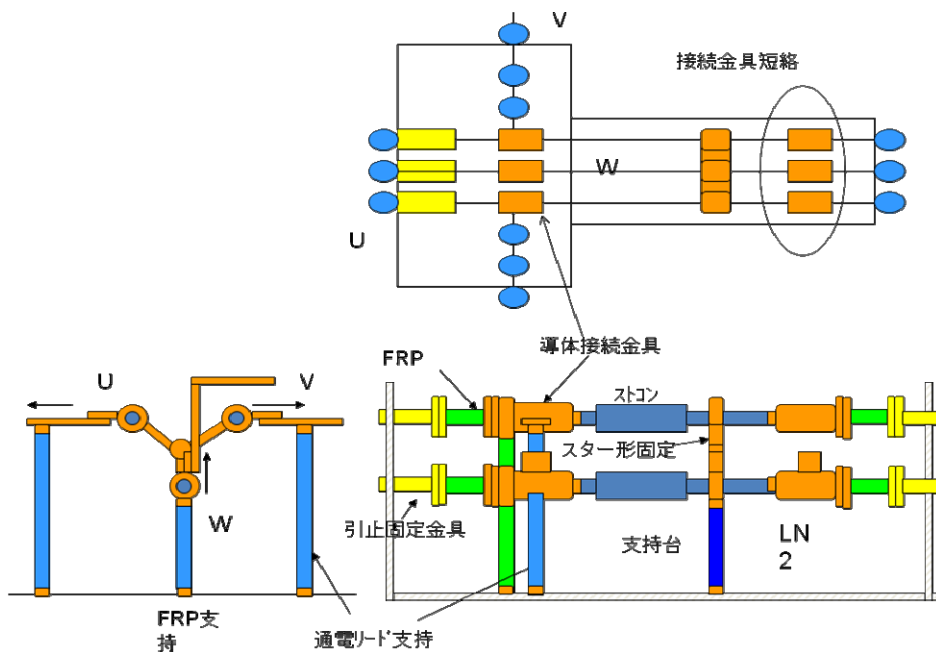 V
接続金具短絡
W
U
導体接続金具
FRP
U
V
ストコン
スター形固定
W
引止固定金具
支持台
LN
2
FRP支
持
通電リード支持